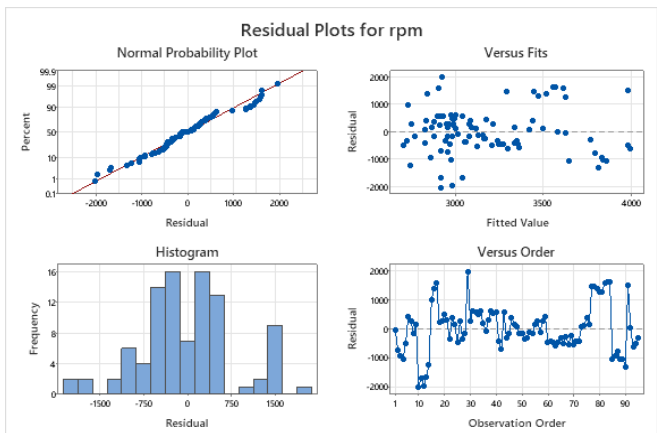 Residual Plots for rpm
Normal Probability Plot
99.9
99
90
50
10
1
0.1
Percent
-2000 -1000 0 1000 2000
Residual
Versus Fits
2000
1000
0
-1000
-2000
Residual
3000 3500 4000
Fitted Value
Histogram
16
12
8
4
0
Frequency
-1500 -750 0 750 1500
Residual
Versus Order
2000
1000
0
-1000
-2000
Residual
1 10 20 30 40 50 60 70 80 90
Observation Order